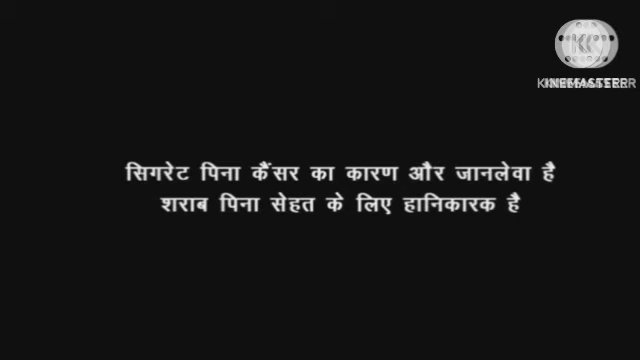 सिगरेट पिना कैंसर का कारण और जानलेवा है
शराब पिना सेहत के लिए हानिकारक है